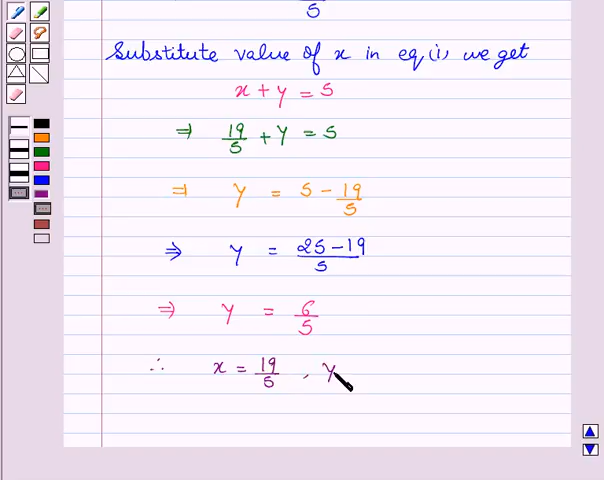 5
Substitute value of x in eq (i) we get
x + y = 5
⇒ 19/5 + y = 5
⇒ y = 5 - 19/5
⇒ y = 25 - 19/5
⇒ y = 6/5
∴ x = 19/5 , y